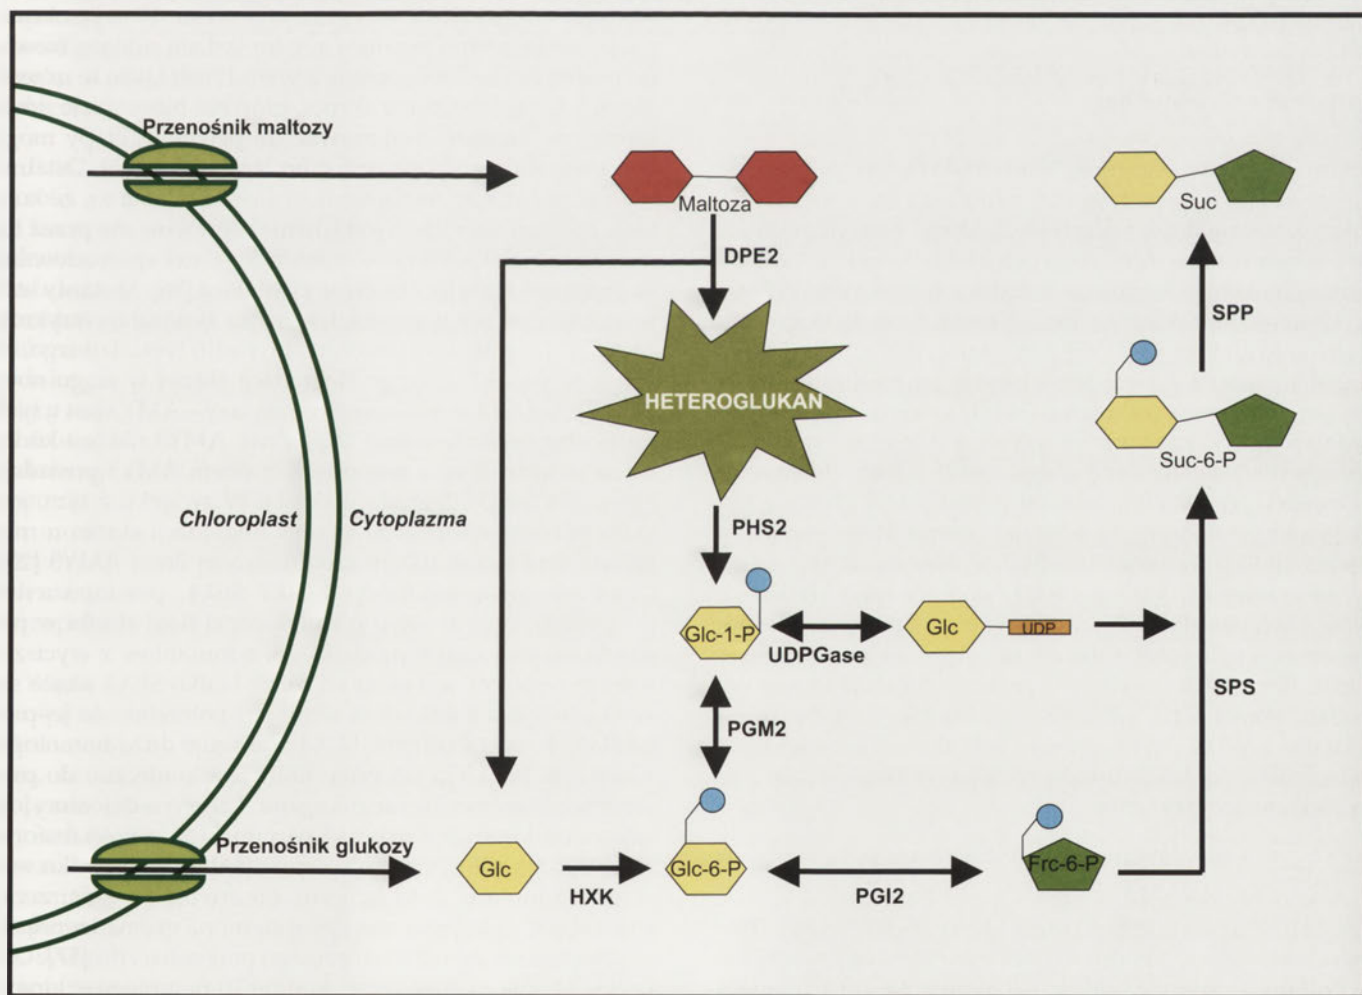 Przenośnik maltozy
Maltoza
Suc
DPE2
SPP
HETEROGLUKAN
Suc-6-P
Chloroplast
Cytoplazma
PHS2
Glc-1-P
UDPGase
Glc
UDP
SPS
PGM2
Przenośnik glukozy
Glc
HXK
Glc-6-P
PGI2
Frc-6-P